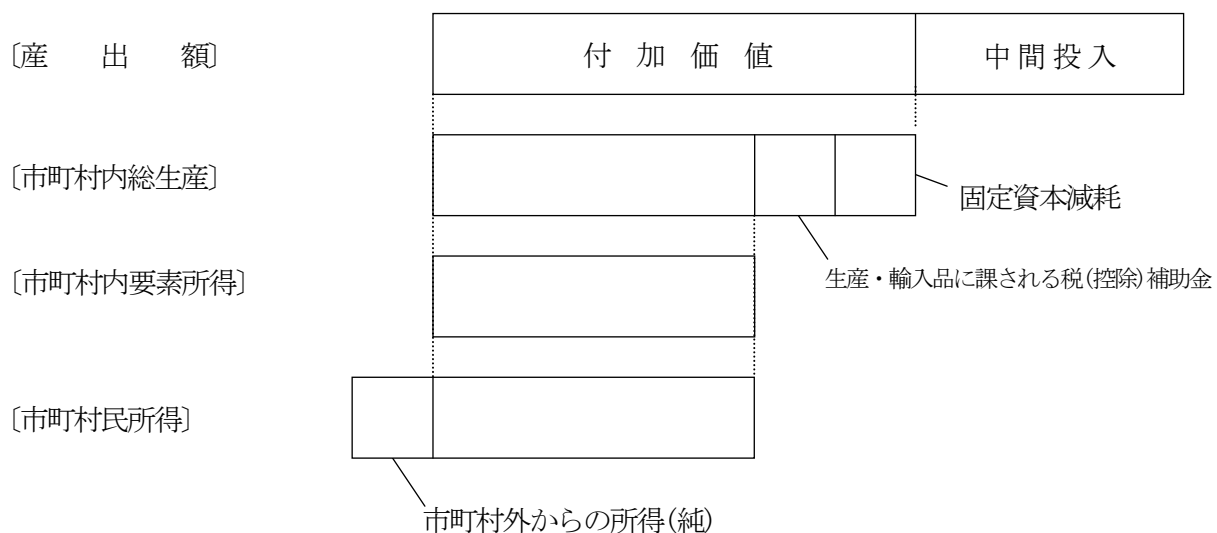 〔産　出　額〕
付 加 価 値
中間投入
〔市町村内総生産〕
固定資本減耗
〔市町村内要素所得〕
生産・輸入品に課される税(控除)補助金
〔市町村民所得〕
市町村外からの所得(純)